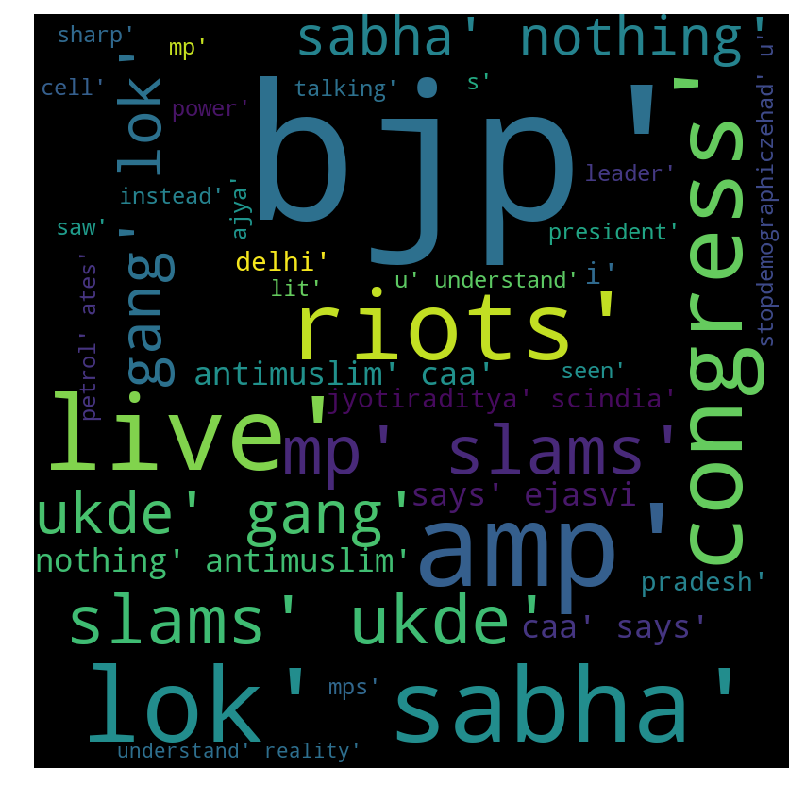 sharp'
mp'
sabha' nothing'
cell'
power'
talking'
s'
bjp'
lok'
congress'
stopdemographiczehad' u'
leader'
instead'
ajya'
saw'
president'
gang'
delhi'
lit'
u' understand'
i'
petrol' ates'
riots'
antimuslim' caa'
seen'
jyotiraditya' scindia'
live'
mp' slams'
ukde' gang'
says' ejasvi
nothing' antimuslim'
amp'
pradesh'
slams' ukde'
caa' says'
lok' sabha'
mps'
understand' reality'